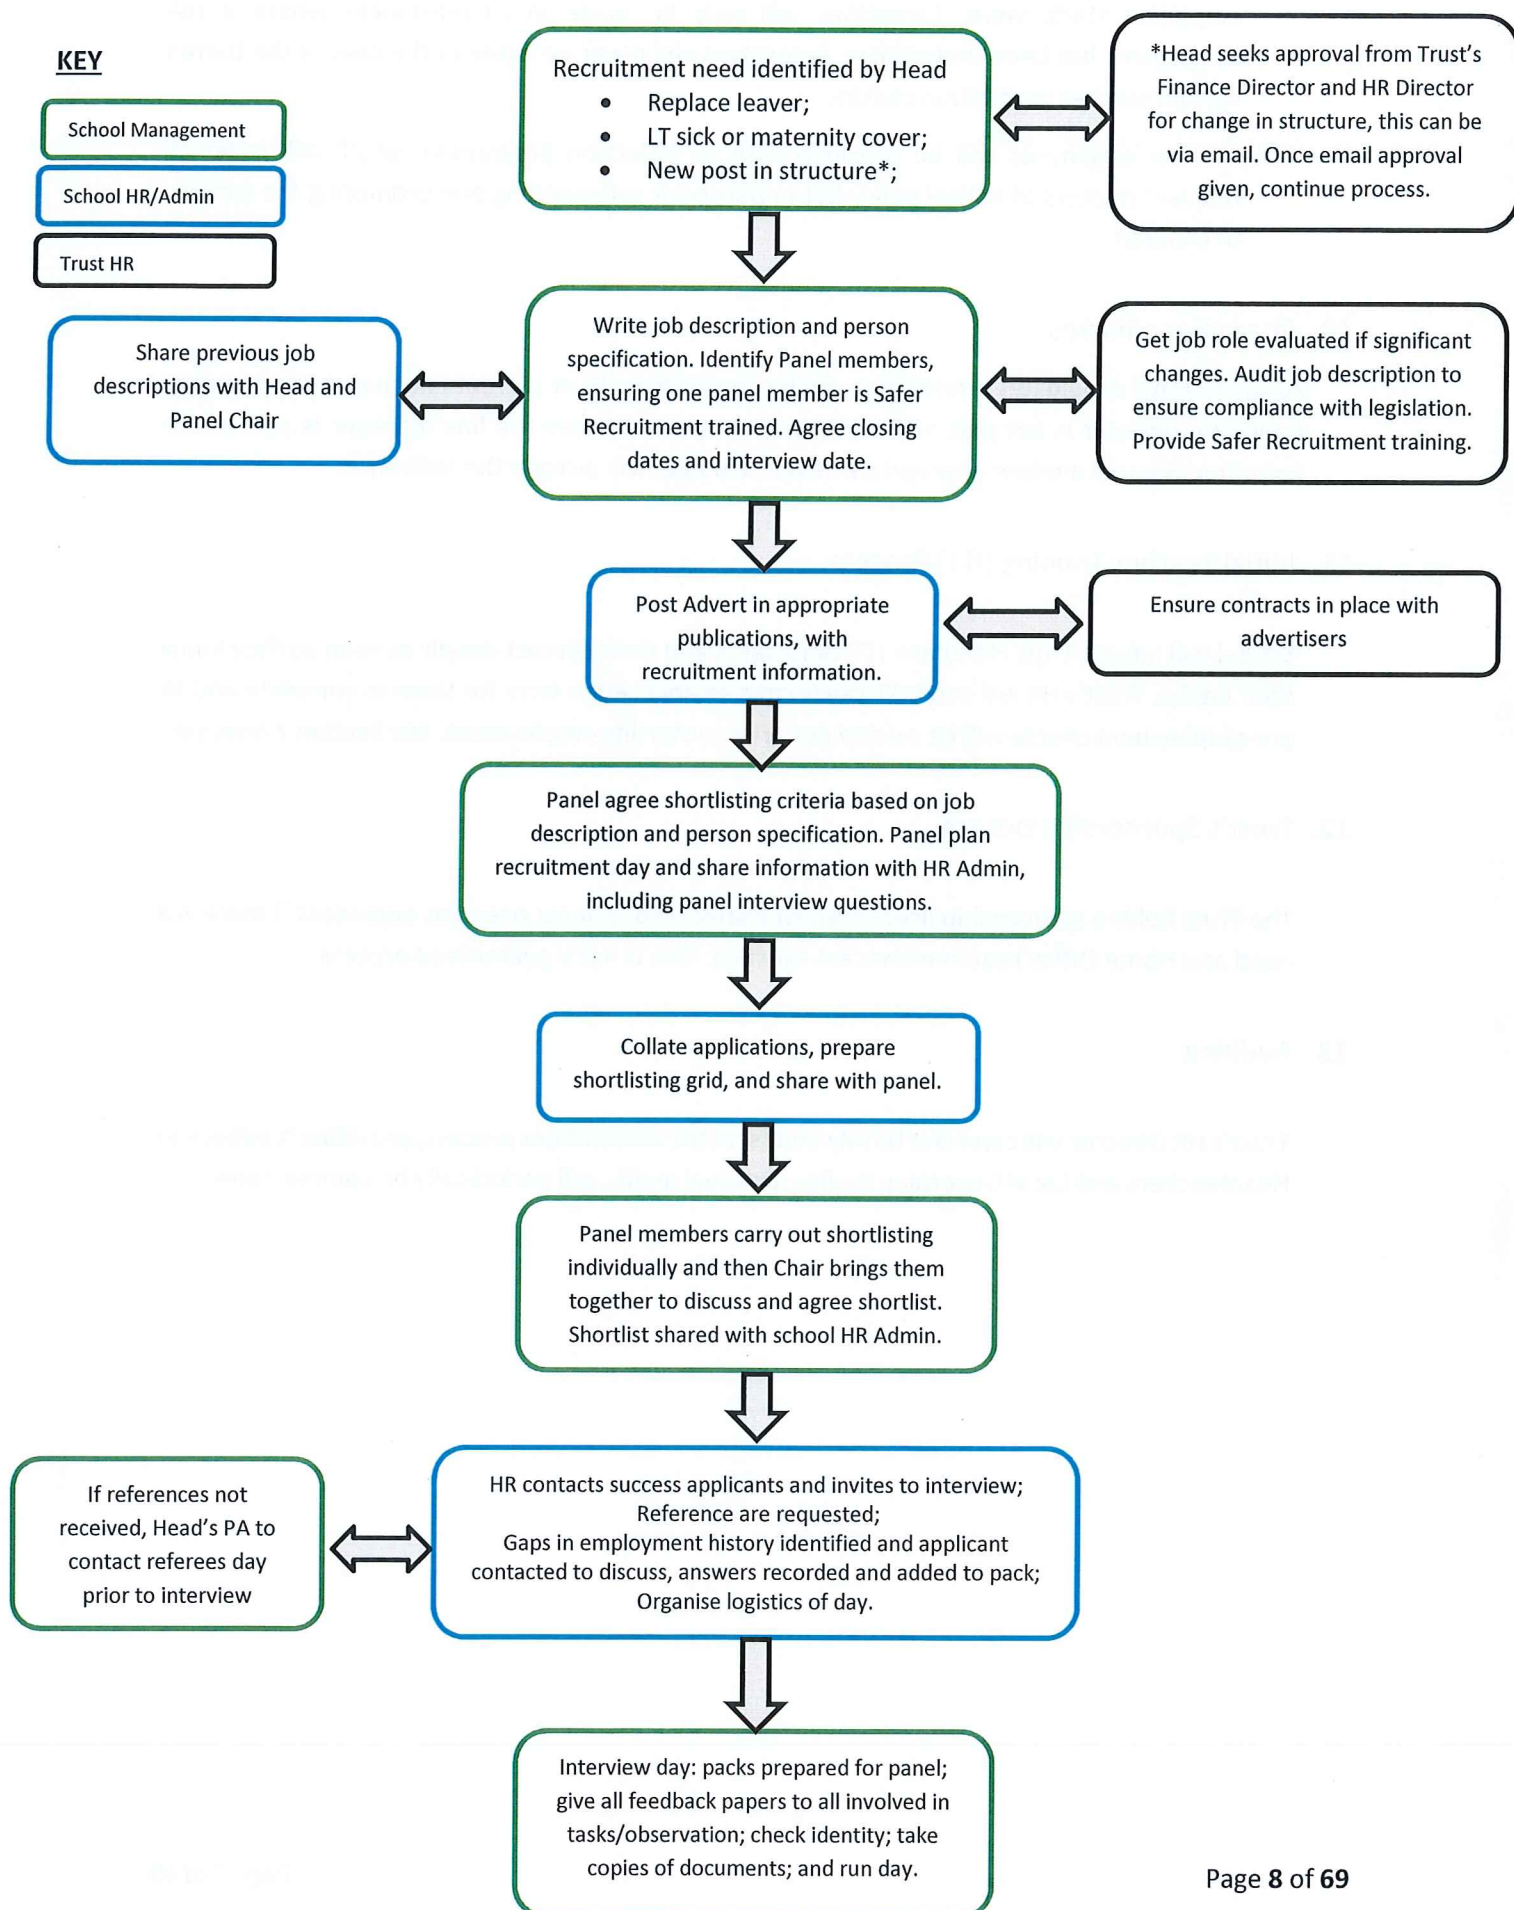 KEY
School Management
School HR/Admin
Trust HR
Recruitment need identified by Head
• Replace leaver;
• LT sick or maternity cover;
• New post in structure*;
*Head seeks approval from Trust's
Finance Director and HR Director
for change in structure, this can be
via email. Once email approval
given, continue process.
Share previous job
descriptions with Head and
Panel Chair
Write job description and person
specification. Identify Panel members,
ensuring one panel member is Safer
Recruitment trained. Agree closing
dates and interview date.
Get job role evaluated if significant
changes. Audit job description to
ensure compliance with legislation.
Provide Safer Recruitment training.
Post Advert in appropriate
publications, with
recruitment information.
Ensure contracts in place with
advertisers
Panel agree shortlisting criteria based on job
description and person specification. Panel plan
recruitment day and share information with HR Admin,
including panel interview questions.
Collate applications, prepare
shortlisting grid, and share with panel.
Panel members carry out shortlisting
individually and then Chair brings them
together to discuss and agree shortlist.
Shortlist shared with school HR Admin.
If references not
received, Head's PA to
contact referees day
prior to interview
HR contacts success applicants and invites to interview;
Reference are requested;
Gaps in employment history identified and applicant
contacted to discuss, answers recorded and added to pack;
Organise logistics of day.
Interview day: packs prepared for panel;
give all feedback papers to all involved in
tasks/observation; check identity; take
copies of documents; and run day.
Page 8 of 69